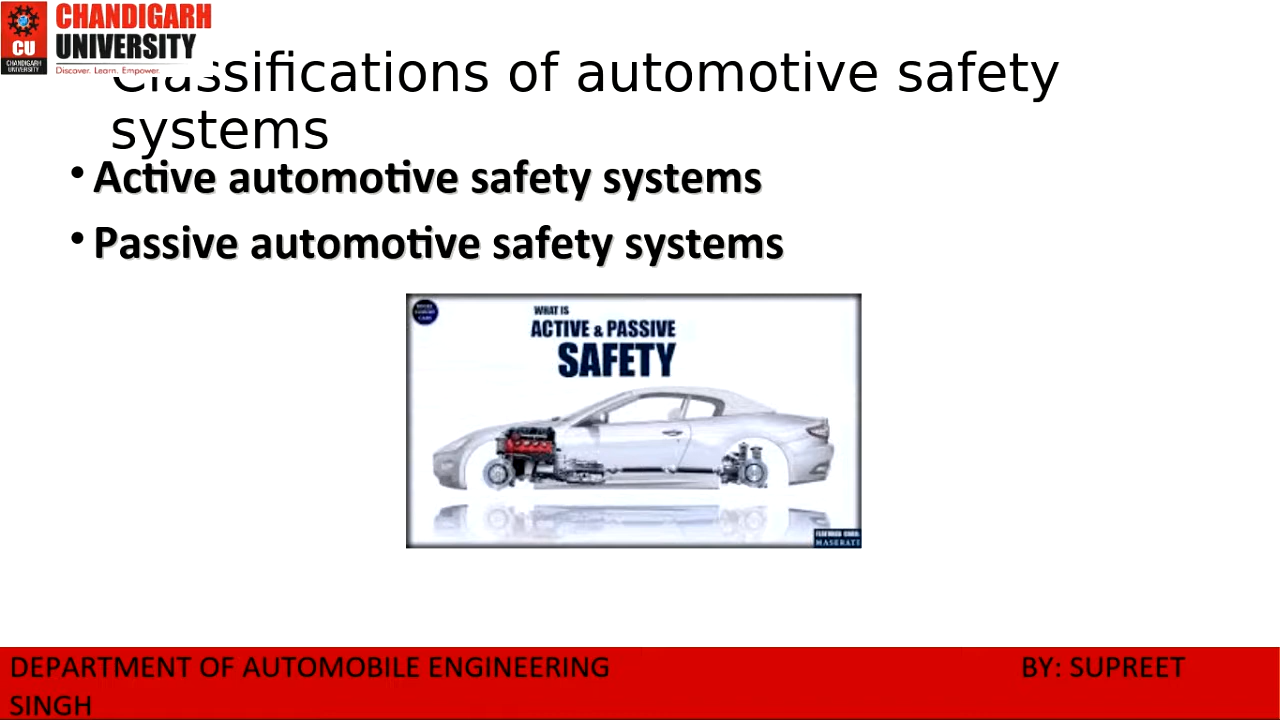 CHANDIGARH
UNIVERSITY
Discover. Learn. Empower.
CU
CHANDIGARH
UNIVERSITY
Classifications of automotive safety
systems
• Active automotive safety systems
• Passive automotive safety systems
WHAT IS
ACTIVE & PASSIVE
SAFETY
MASERATI
DEPARTMENT OF AUTOMOBILE ENGINEERING BY: SUPREET
SINGH